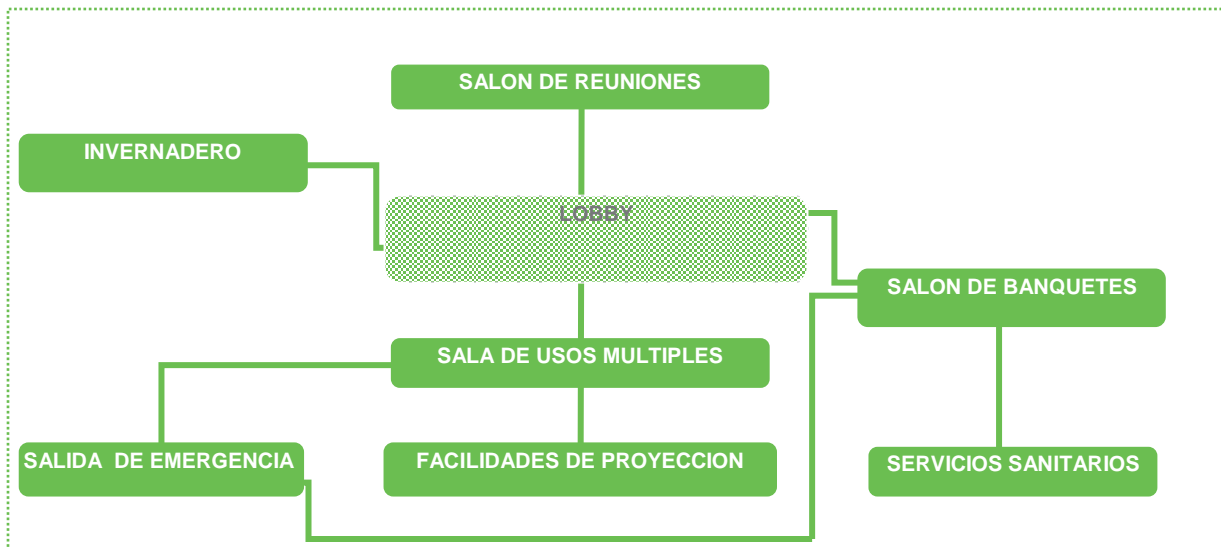 SALON DE REUNIONES
INVERNADERO
LOBBY
SALON DE BANQUETES
SALA DE USOS MULTIPLES
SALIDA  DE EMERGENCIA
FACILIDADES DE PROYECCION
SERVICIOS SANITARIOS